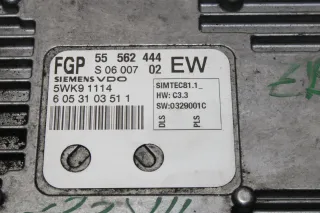 FGP 55 562 444 EW
S 06 007 02
SIEMENS VDO
5WK9 1114
6 05 31 03 51 1
SIMTEC81.1_
HW: C3.3
SW:0329001C
DLS
PLS